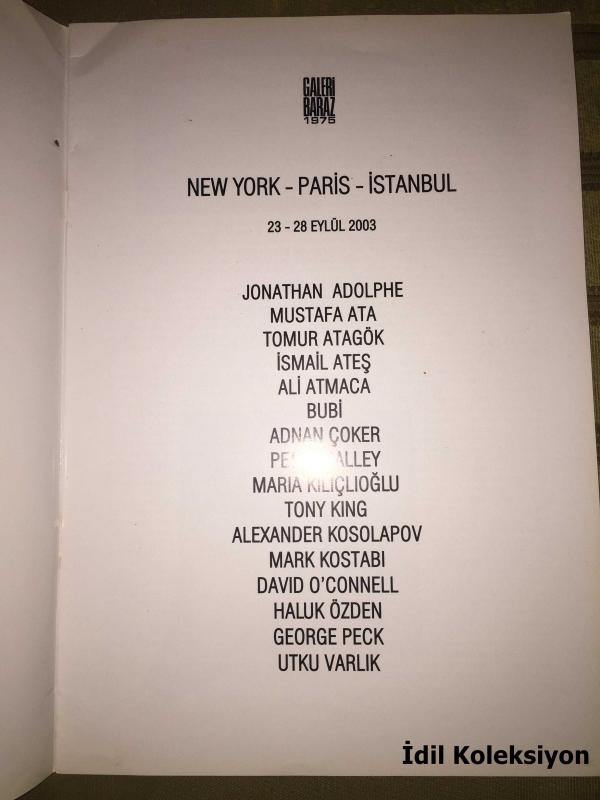 GALERİ
BARAZ
1975
NEW YORK - PARİS - İSTANBUL
23 - 28 EYLÜL 2003
JONATHAN ADOLPHE
MUSTAFA ATA
TOMUR ATAGÖK
İSMAİL ATEŞ
ALİ ATMACA
BUBİ
ADNAN ÇOKER
MARIA KILIÇLIOĞLU
TONY KING
ALEXANDER KOSOLAPOV
MARK KOSTABI
DAVID O'CONNELL
HALUK ÖZDEN
GEORGE PECK
UTKU VARLIK
İdil Koleksiyon